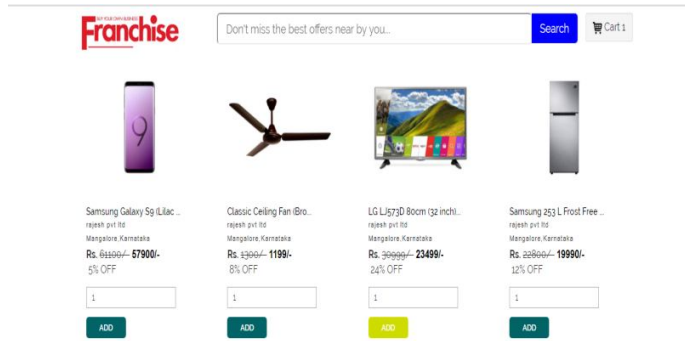 BUY YOUR OWN BUSINESS
Franchise
Don't miss the best offers near by you...
Search
Cart 1
Samsung Galaxy S9 (Lilac ...
rajesh pvt ltd
Mangalore,Karnataka
Rs. 61100/- 57900/-
5% OFF
1
ADD
Classic Ceiling Fan (Bro...
rajesh pvt ltd
Mangalore,Karnataka
Rs. 1300/- 1199/-
8% OFF
1
ADD
LG LJ573D 80cm (32 inch)...
rajesh pvt ltd
Mangalore,Karnataka
Rs. 30999/- 23499/-
24% OFF
1
ADD
Samsung 253 L Frost Free ...
rajesh pvt ltd
Mangalore,Karnataka
Rs. 22800/- 19990/-
12% OFF
1
ADD